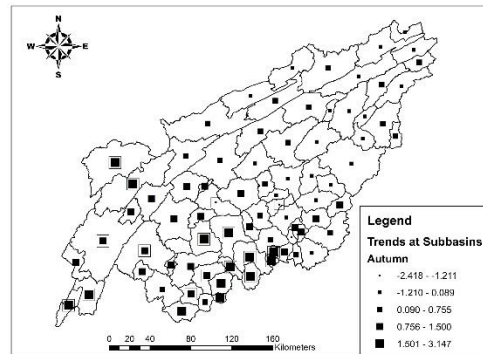 N
W E
S
Legend
Trends at Subbasins
Autumn
-2.418 - -1.211
-1.210 - 0.089
0.090 - 0.755
0.756 - 1.500
1.501 - 3.147
0 20 40 80 120 160
Kilometers